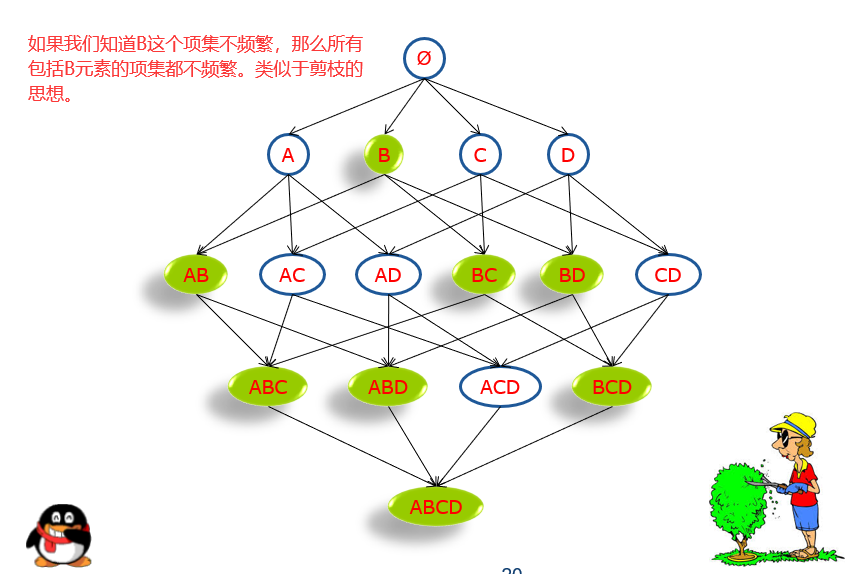 如果我们知道B这个项集不频繁，那么所有
包括B元素的项集都不频繁。类似于剪枝的
思想。
Ø
A B C D
AB AC AD BC BD CD
ABC ABD ACD BCD
ABCD